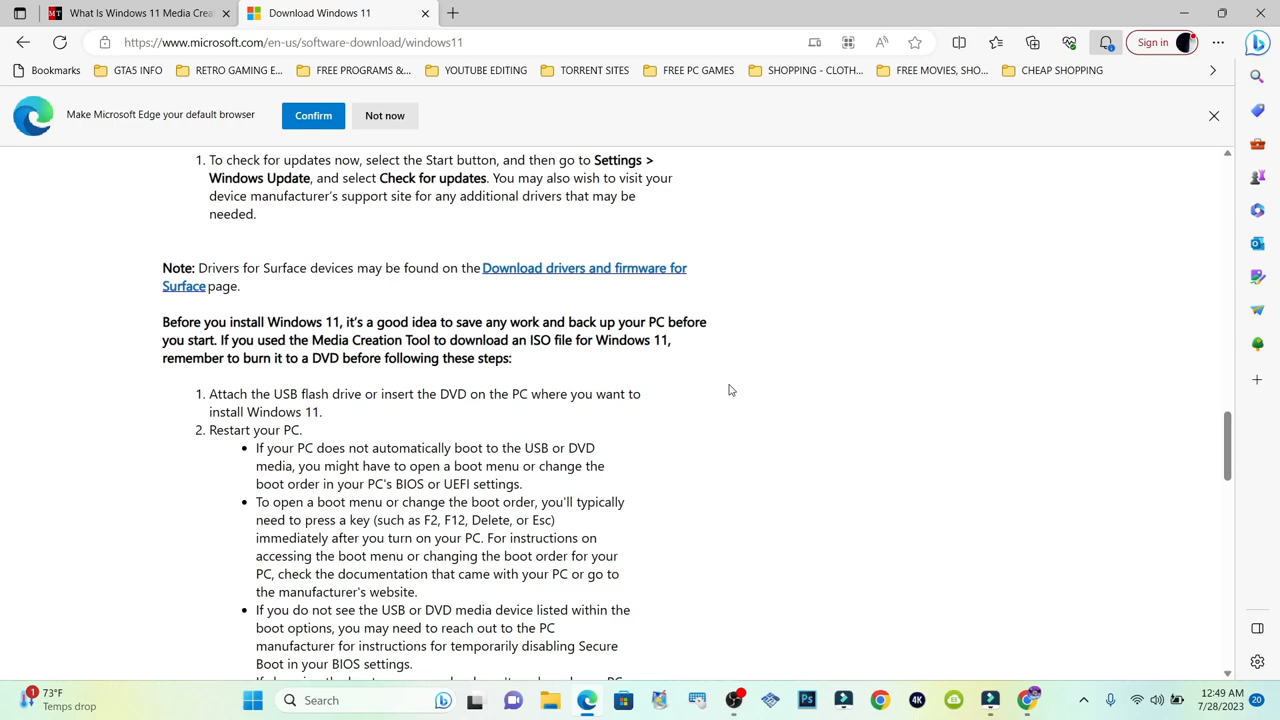 MT What Is Windows 11 Media Crea
Download Windows 11
https://www.microsoft.com/en-us/software-download/windows11
Sign in
Bookmarks
GTA5 INFO
RETRO GAMING E...
FREE PROGRAMS &...
YOUTUBE EDITING
TORRENT SITES
FREE PC GAMES
SHOPPING - CLOTH...
FREE MOVIES, SHO...
CHEAP SHOPPING
Make Microsoft Edge your default browser
Confirm
Not now
1. To check for updates now, select the Start button, and then go to Settings >
Windows Update, and select Check for updates. You may also wish to visit your
device manufacturer's support site for any additional drivers that may be
needed.
Note: Drivers for Surface devices may be found on the Download drivers and firmware for
Surface page.
Before you install Windows 11, it's a good idea to save any work and back up your PC before
you start. If you used the Media Creation Tool to download an ISO file for Windows 11,
remember to burn it to a DVD before following these steps:
1. Attach the USB flash drive or insert the DVD on the PC where you want to
install Windows 11.
2. Restart your PC.
• If your PC does not automatically boot to the USB or DVD
media, you might have to open a boot menu or change the
boot order in your PC's BIOS or UEFI settings.
• To open a boot menu or change the boot order, you'll typically
need to press a key (such as F2, F12, Delete, or Esc)
immediately after you turn on your PC. For instructions on
accessing the boot menu or changing the boot order for your
PC, check the documentation that came with your PC or go to
the manufacturer's website.
• If you do not see the USB or DVD media device listed within the
boot options, you may need to reach out to the PC
manufacturer for instructions for temporarily disabling Secure
Boot in your BIOS settings.
1
73°F
Temps drop
Search
Ps
4K
12:49 AM
7/28/2023
20